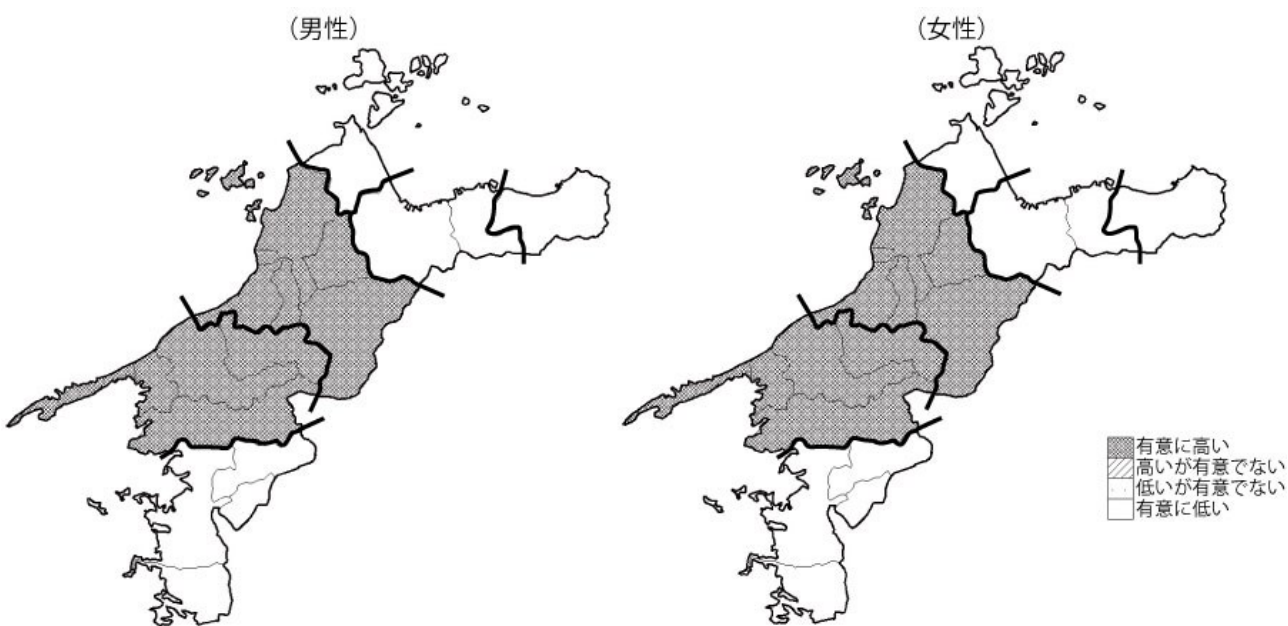 (男性)
(女性)
有意に高い
高いが有意でない
低いが有意でない
有意に低い